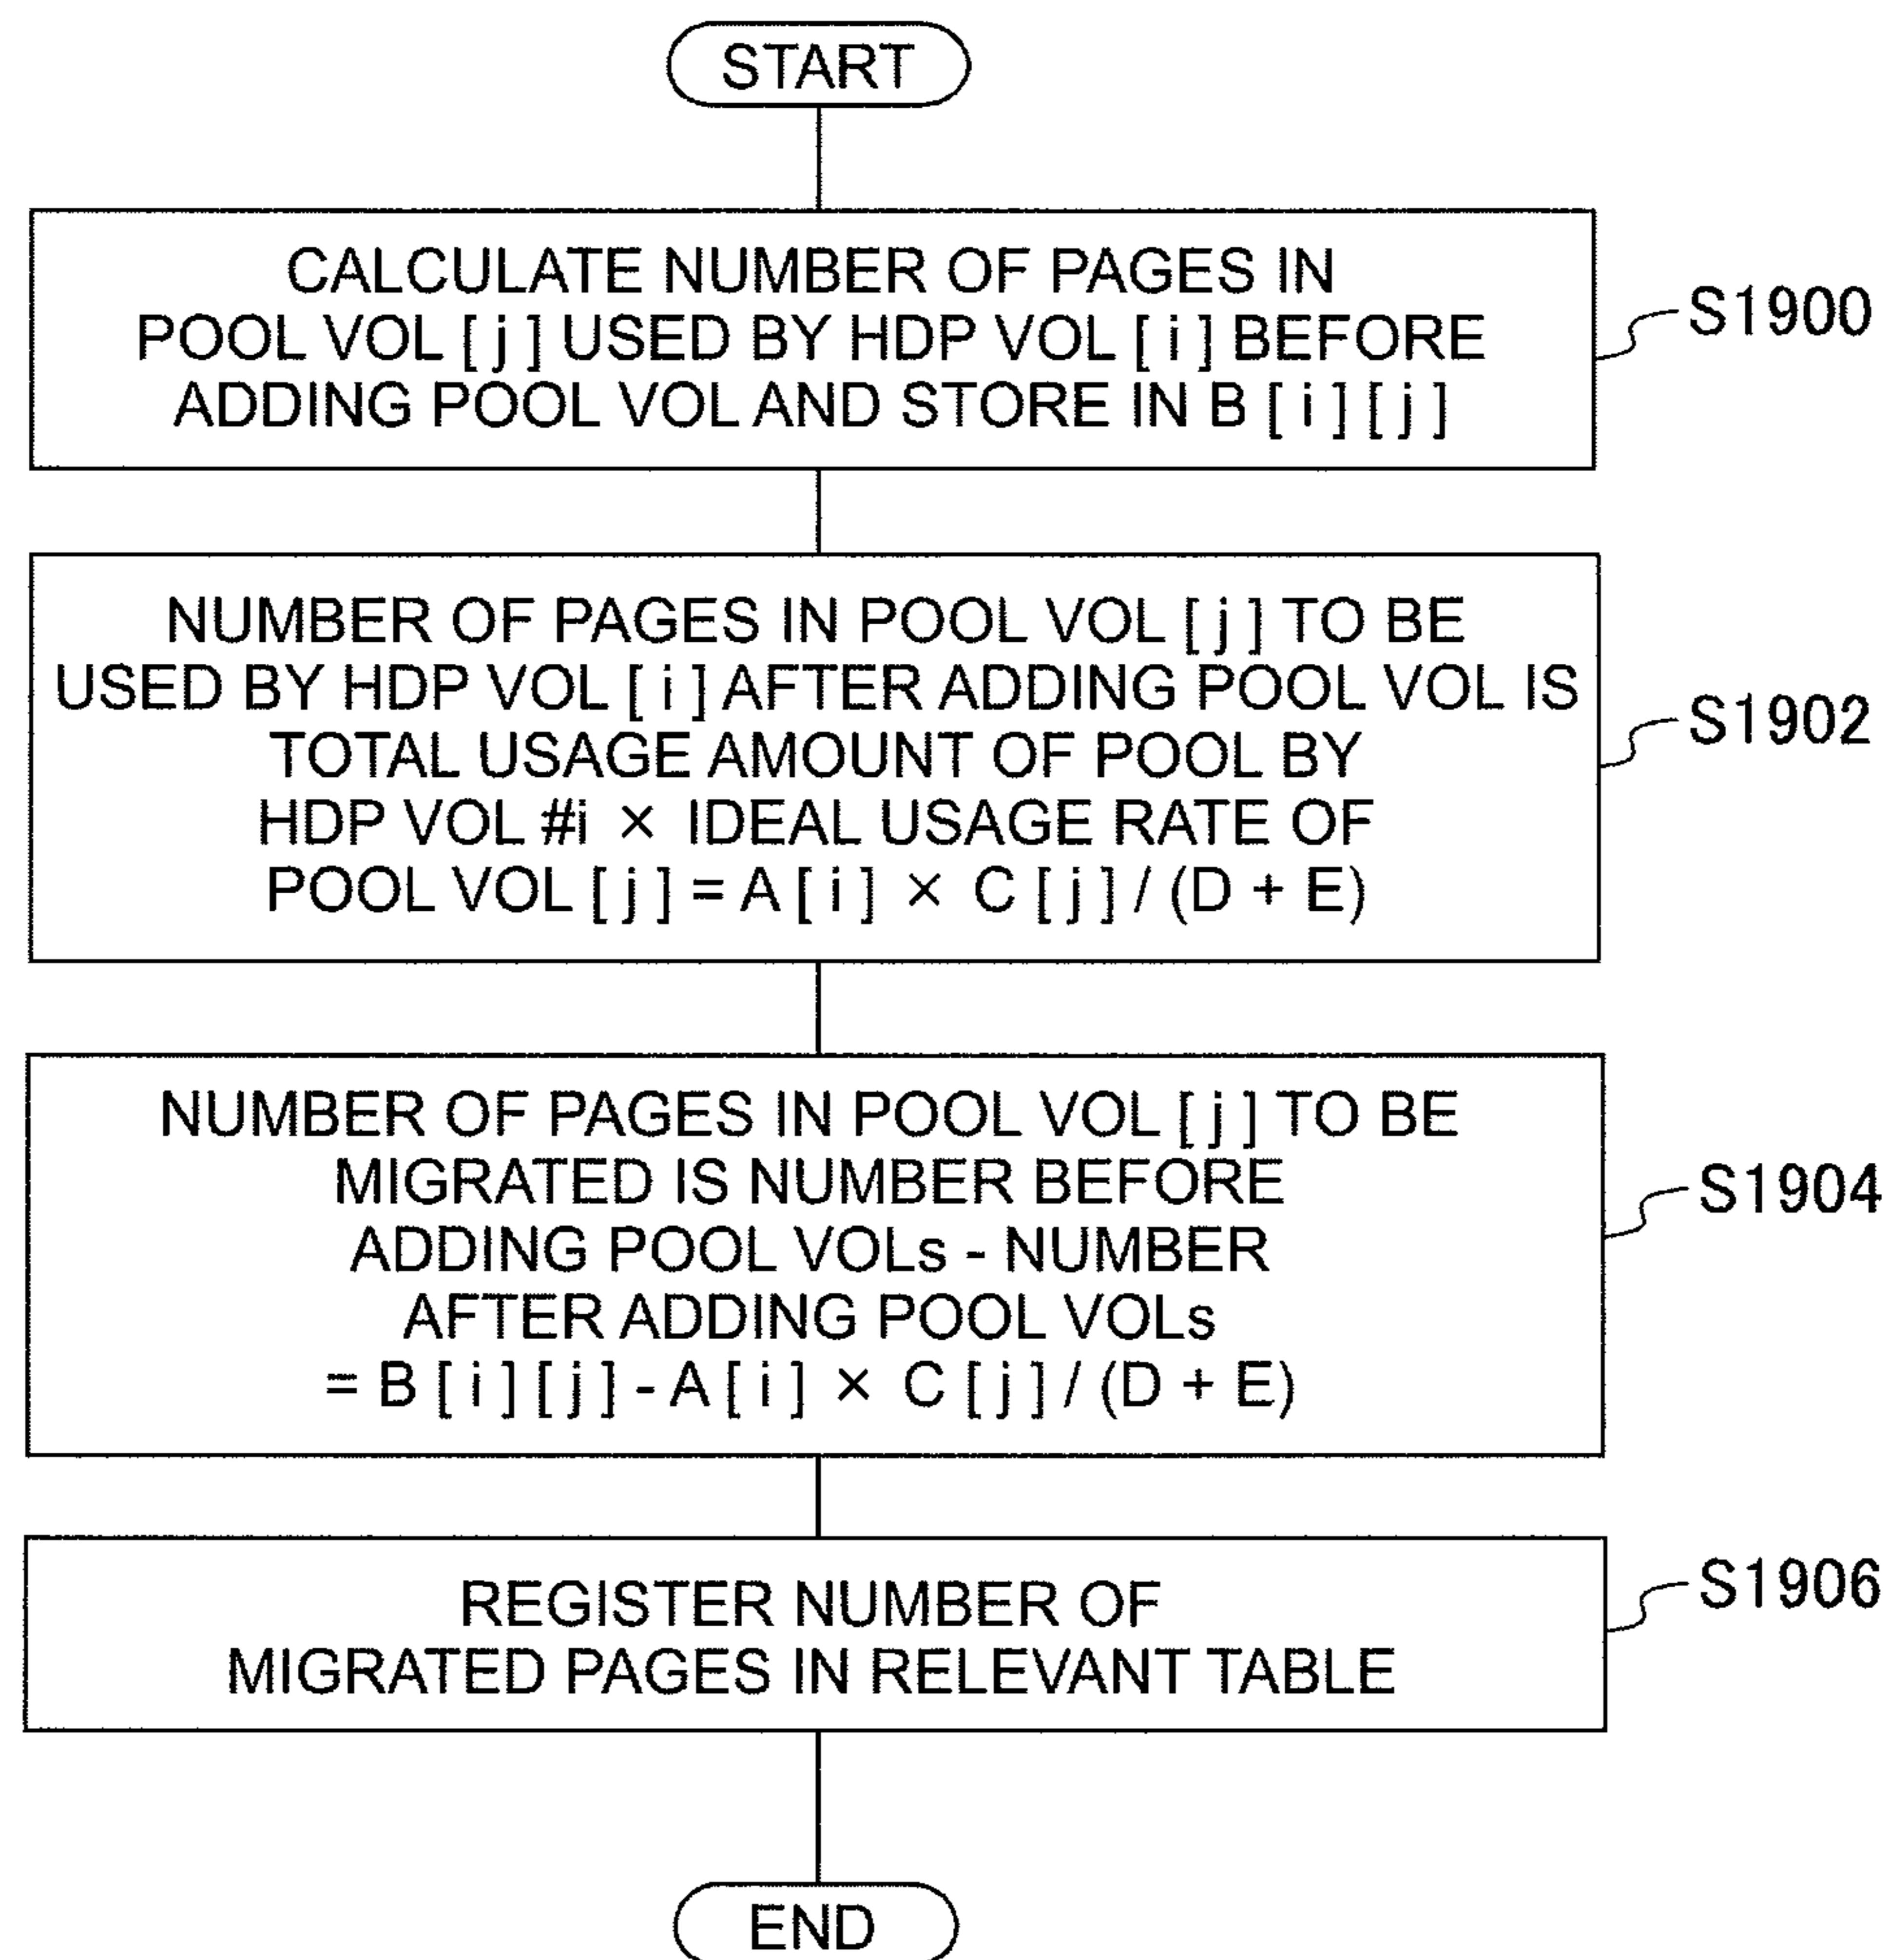 START
CALCULATE NUMBER OF PAGES IN
POOL VOL [ j ] USED BY HDP VOL [ i ] BEFORE
ADDING POOL VOL AND STORE IN B [ i ] [ j ]
S1900
NUMBER OF PAGES IN POOL VOL [ j ] TO BE
USED BY HDP VOL [ i ] AFTER ADDING POOL VOL IS
TOTAL USAGE AMOUNT OF POOL BY
HDP VOL #i × IDEAL USAGE RATE OF
POOL VOL [ j ] = A [ i ] × C [ j ] / (D + E)
S1902
NUMBER OF PAGES IN POOL VOL [ j ] TO BE
MIGRATED IS NUMBER BEFORE
ADDING POOL VOLs - NUMBER
AFTER ADDING POOL VOLs
= B [ i ] [ j ] - A [ i ] × C [ j ] / (D + E)
S1904
REGISTER NUMBER OF
MIGRATED PAGES IN RELEVANT TABLE
S1906
END